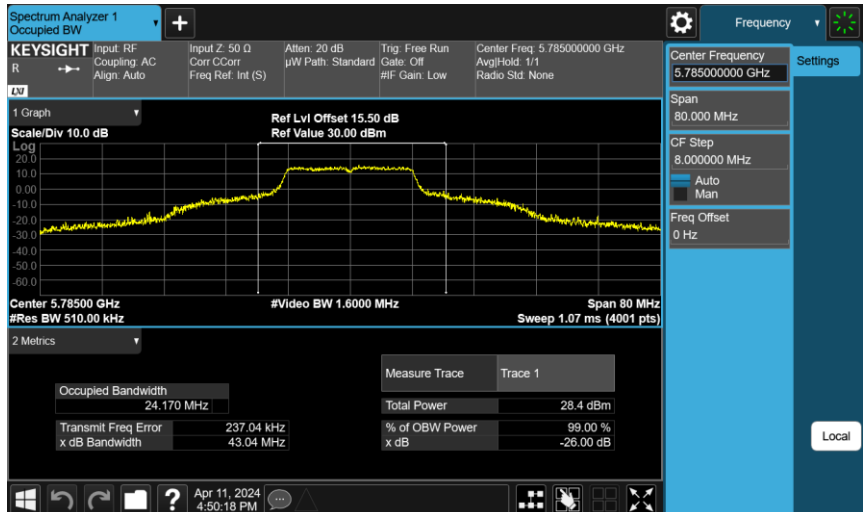 Spectrum Analyzer 1
Occupied BW
Frequency
KEYSIGHT
R
LXI
Input: RF
Coupling: AC
Align: Auto
Input Z: 50 Ω
Corr CCorr
Freq Ref: Int (S)
Atten: 20 dB
µW Path: Standard
Trig: Free Run
Gate: Off
#IF Gain: Low
Center Freq: 5.785000000 GHz
Avg|Hold: 1/1
Radio Std: None
Center Frequency
5.785000000 GHz
Settings
Span
80.000 MHz
CF Step
8.000000 MHz
Auto
Man
Freq Offset
0 Hz
Local
1 Graph
Scale/Div 10.0 dB
Ref Lvl Offset 15.50 dB
Ref Value 30.00 dBm
Log
20.0
10.0
0.00
-10.0
-20.0
-30.0
-40.0
-50.0
-60.0
Center 5.78500 GHz
#Video BW 1.6000 MHz
Span 80 MHz
#Res BW 510.00 kHz
Sweep 1.07 ms (4001 pts)
2 Metrics
Measure Trace
Trace 1
Occupied Bandwidth
24.170 MHz
Total Power
28.4 dBm
Transmit Freq Error
237.04 kHz
% of OBW Power
99.00 %
x dB Bandwidth
43.04 MHz
x dB
-26.00 dB
?
Apr 11, 2024
4:50:18 PM